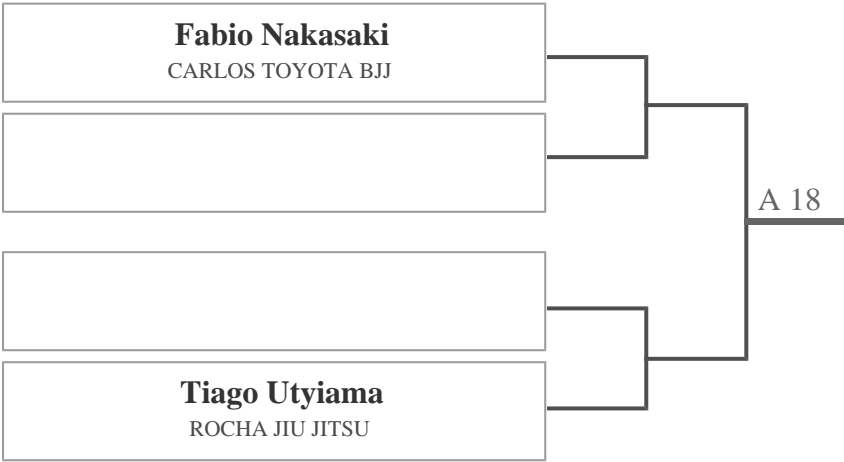 Fabio Nakasaki
CARLOS TOYOTA BJJ
A 18
Tiago Utyiama
ROCHA JIU JITSU